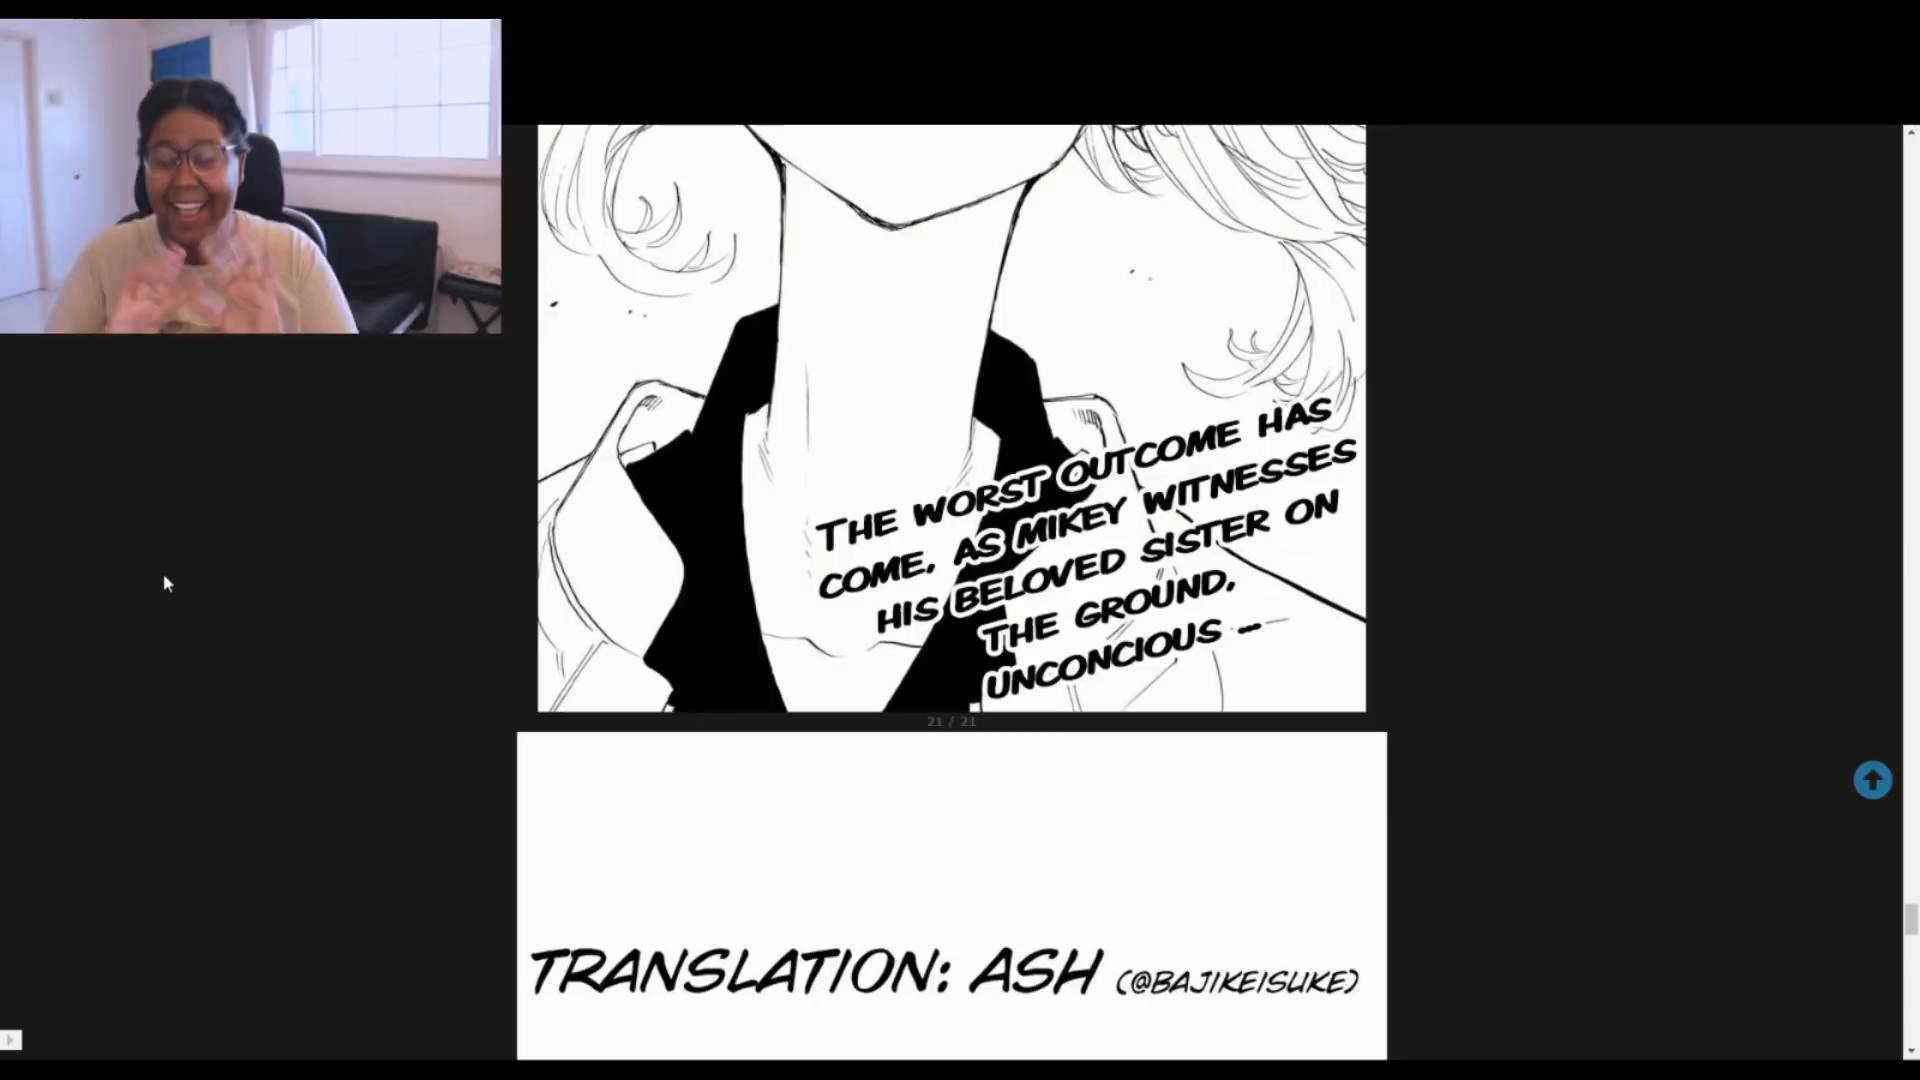 THE WORST OUTCOME HAS
COME. AS MIKEY WITNESSES
HIS BELOVED SISTER ON
THE GROUND.
UNCONCIOUS ...
21 / 21
TRANSLATION: ASH (@BAJIKEISUKE)